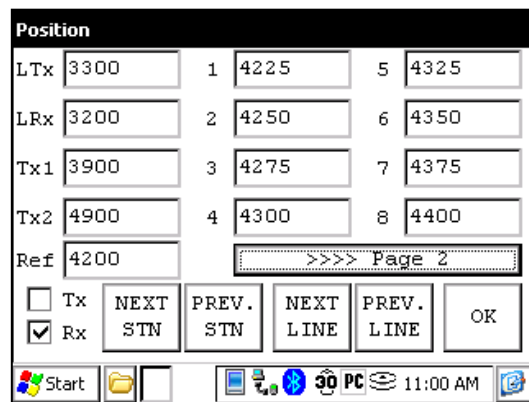 Position
LTx 3300 1 4225 5 4325
LRx 3200 2 4250 6 4350
Tx1 3900 3 4275 7 4375
Tx2 4900 4 4300 8 4400
Ref 4200 >>>> Page 2
Tx NEXT PREV. NEXT PREV. OK
Rx STN STN LINE LINE
Start 30 PC 11:00 AM